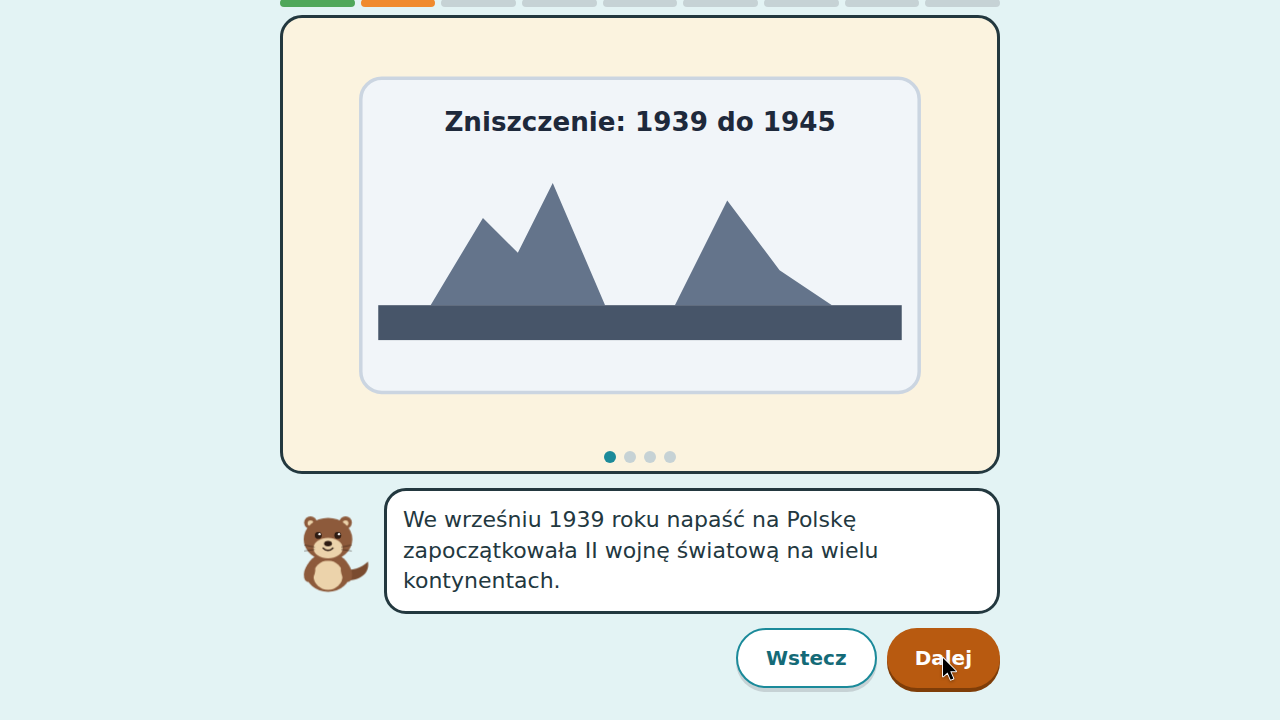 Zniszczenie: 1939 do 1945
We wrześniu 1939 roku napaść na Polskę
zapoczątkowała II wojnę światową na wielu
kontynentach.
Wstecz
Dalej